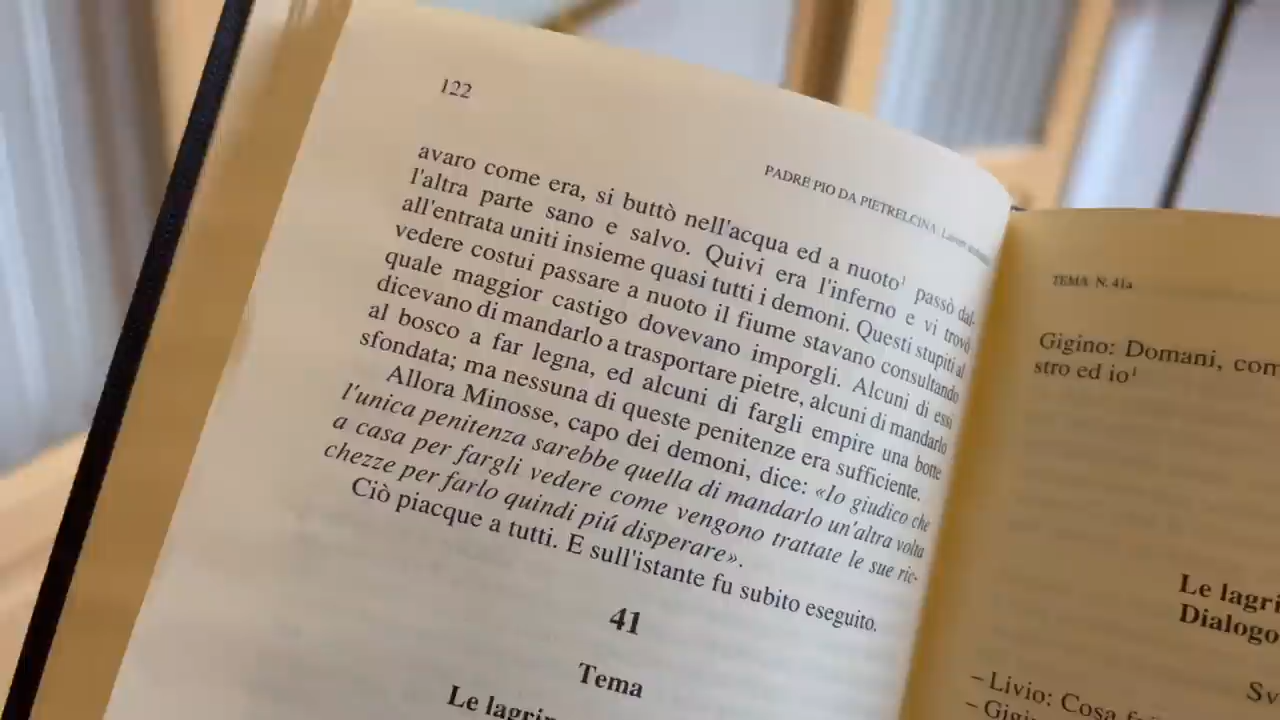 122
PADRE PIO DA PIETRELCINA:
avaro come era, si buttò nell'acqua ed a nuoto¹ passò dal-
l'altra parte sano e salvo. Quivi era l'inferno e vi trovò
all'entrata uniti insieme quasi tutti i demoni. Questi stupiti al
vedere costui passare a nuoto il fiume stavano consultando
quale maggior castigo dovevano imporgli. Alcuni di essi
dicevano di mandarlo a trasportare pietre, alcuni di mandarlo
al bosco a far legna, ed alcuni di fargli empire una botte
sfondata; ma nessuna di queste penitenze era sufficiente.
Allora Minosse, capo dei demoni, dice: «Io giudico che
l'unica penitenza sarebbe quella di mandarlo un'altra volta
a casa per fargli vedere come vengono trattate le sue ric-
chezze per farlo quindi piú disperare».
Ciò piacque a tutti. E sull'istante fu subito eseguito.
41
Tema
Le
TEMA N. 41a
Gigino: Domani, com
stro ed io¹
Le lagri
Dialogo
Sv
– Livio: Cosa
– Gigi